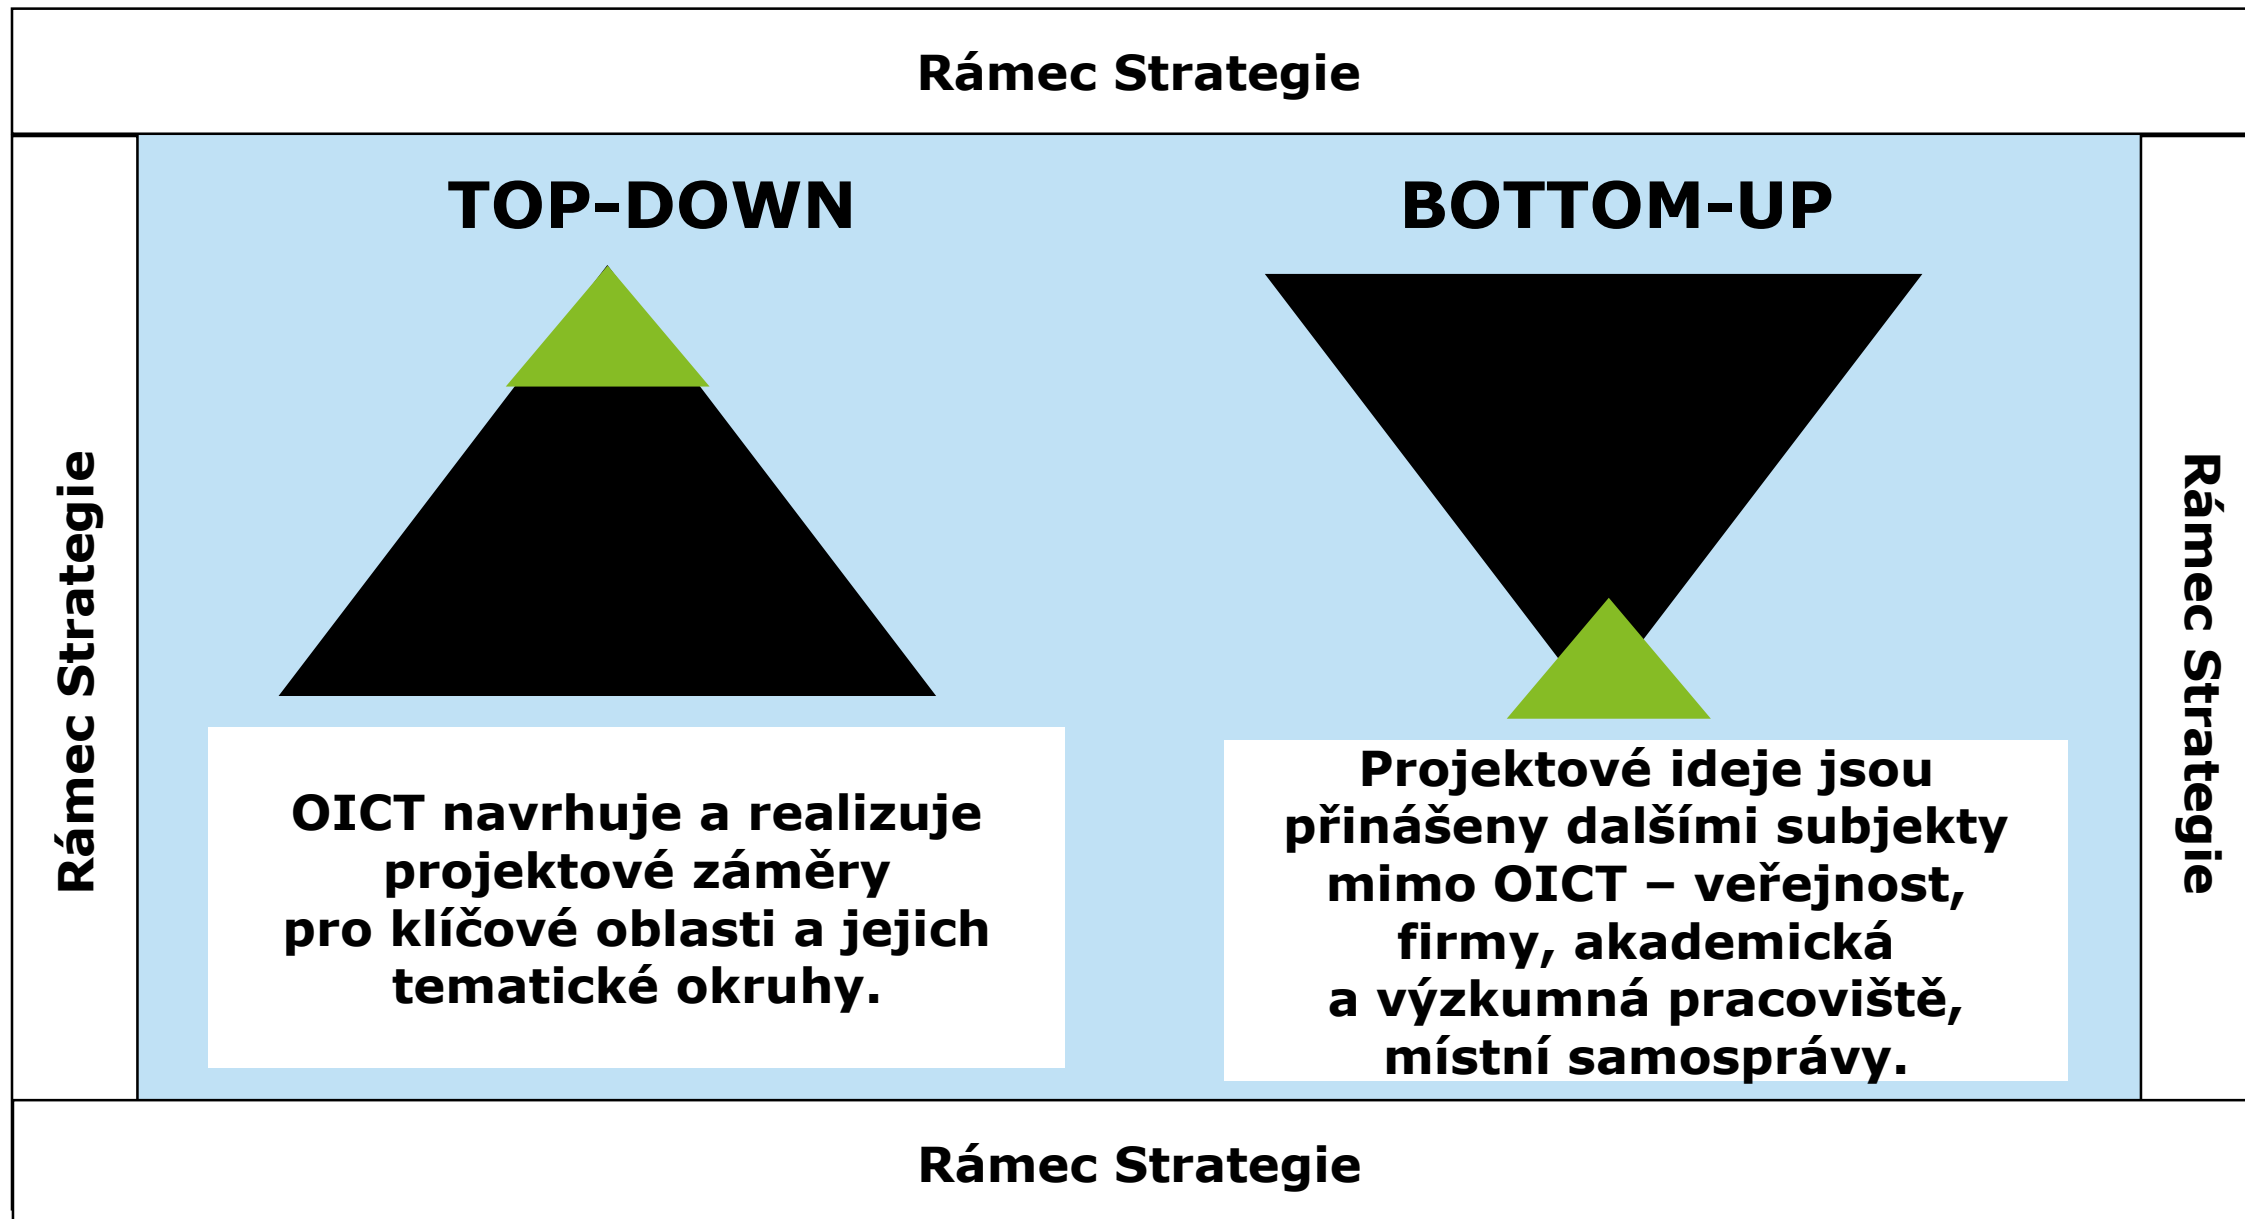 Rámec Strategie
TOP-DOWN
BOTTOM-UP
Rámec Strategie
Rámec Strategie
OICT navrhuje a realizuje
projektové záměry
pro klíčové oblasti a jejich
tematické okruhy.
Projektové ideje jsou
přinášeny dalšími subjekty
mimo OICT – veřejnost,
firmy, akademická
a výzkumná pracoviště,
místní samosprávy.
Rámec Strategie